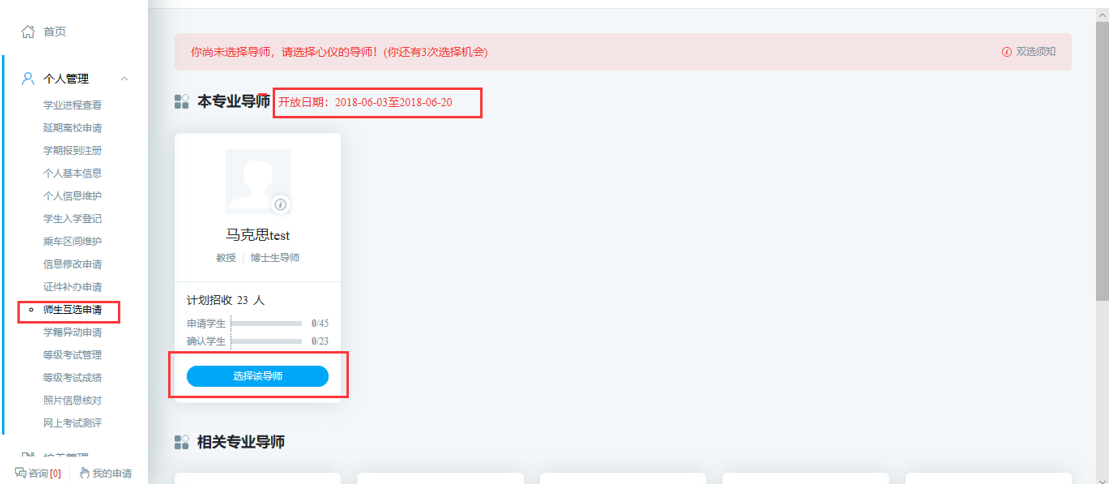 首页
个人管理
学业进程查看
延期离校申请
学期报到注册
个人基本信息
个人信息维护
学生入学登记
乘车区间维护
信息修改申请
证件补办申请
师生互选申请
学籍异动申请
等级考试管理
等级考试成绩
照片信息核对
网上考试测评
咨询[0] 我的申请
你尚未选择导师，请选择心仪的导师！(你还有3次选择机会) 双选须知
本专业导师 开放日期：2018-06-03至2018-06-20
马克思test
教授 博士生导师
计划招收 23 人
申请学生 0/45
确认学生 0/23
选择该导师
相关专业导师